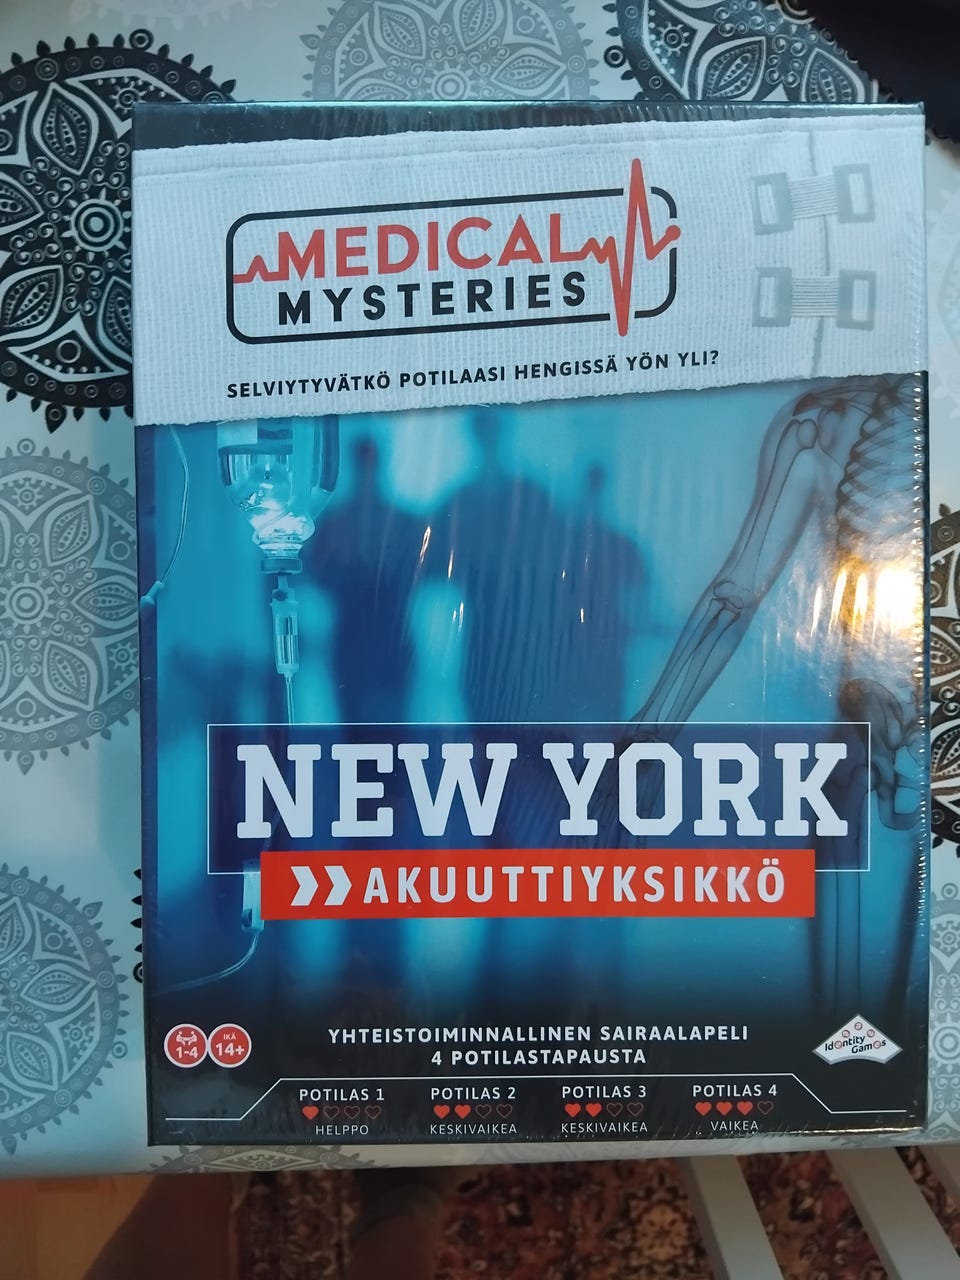 MEDICAL
MYSTERIES
SELVIYTYVÄTKÖ POTILAASI HENGISSÄ YÖN YLI?
NEW YORK
AKUUTTIYKSIKKÖ
1-4
IKÄ
14+
YHTEISTOIMINNALLINEN SAIRAALAPELI
4 POTILASTAPAUSTA
Identity
Games
POTILAS 1 POTILAS 2 POTILAS 3 POTILAS 4
HELPPO KESKIVAIKEA KESKIVAIKEA VAIKEA